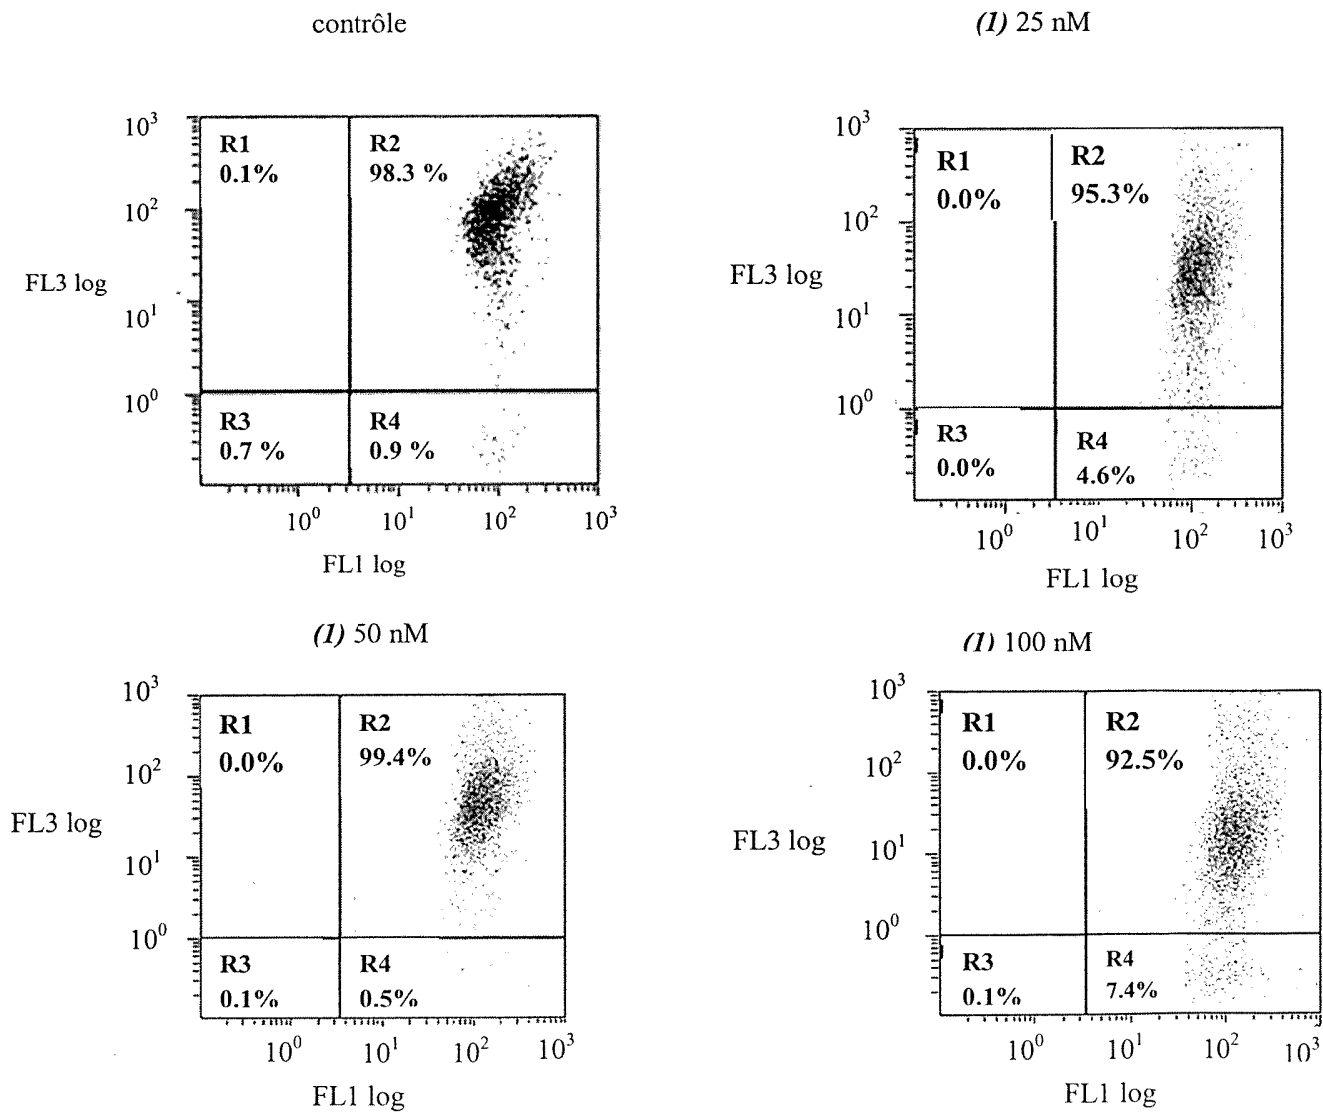 contrôle
10³
R1
0.1%
R2
98.3 %
10²
FL3 log
10¹
10⁰
R3
0.7 %
R4
0.9 %
10⁰ 10¹ 10² 10³
FL1 log
(1) 25 nM
10³
R1
0.0%
R2
95.3%
10²
FL3 log
10¹
10⁰
R3
0.0%
R4
4.6%
10⁰ 10¹ 10² 10³
FL1 log
(1) 50 nM
10³
R1
0.0%
R2
99.4%
10²
FL3 log
10¹
10⁰
R3
0.1%
R4
0.5%
10⁰ 10¹ 10² 10³
FL1 log
(1) 100 nM
10³
R1
0.0%
R2
92.5%
10²
FL3 log
10¹
10⁰
R3
0.1%
R4
7.4%
10⁰ 10¹ 10² 10³
FL1 log